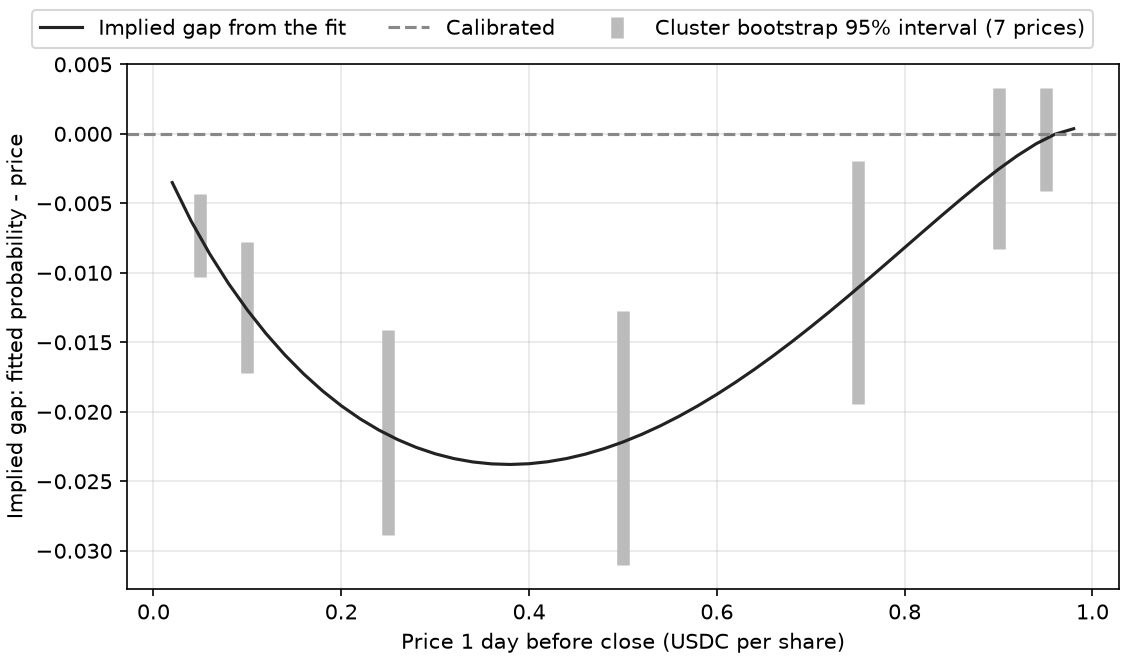 Implied gap from the fit
Calibrated
Cluster bootstrap 95% interval (7 prices)
Implied gap: fitted probability - price
0.005
0.000
−0.005
−0.010
−0.015
−0.020
−0.025
−0.030
0.0
0.2
0.4
0.6
0.8
1.0
Price 1 day before close (USDC per share)